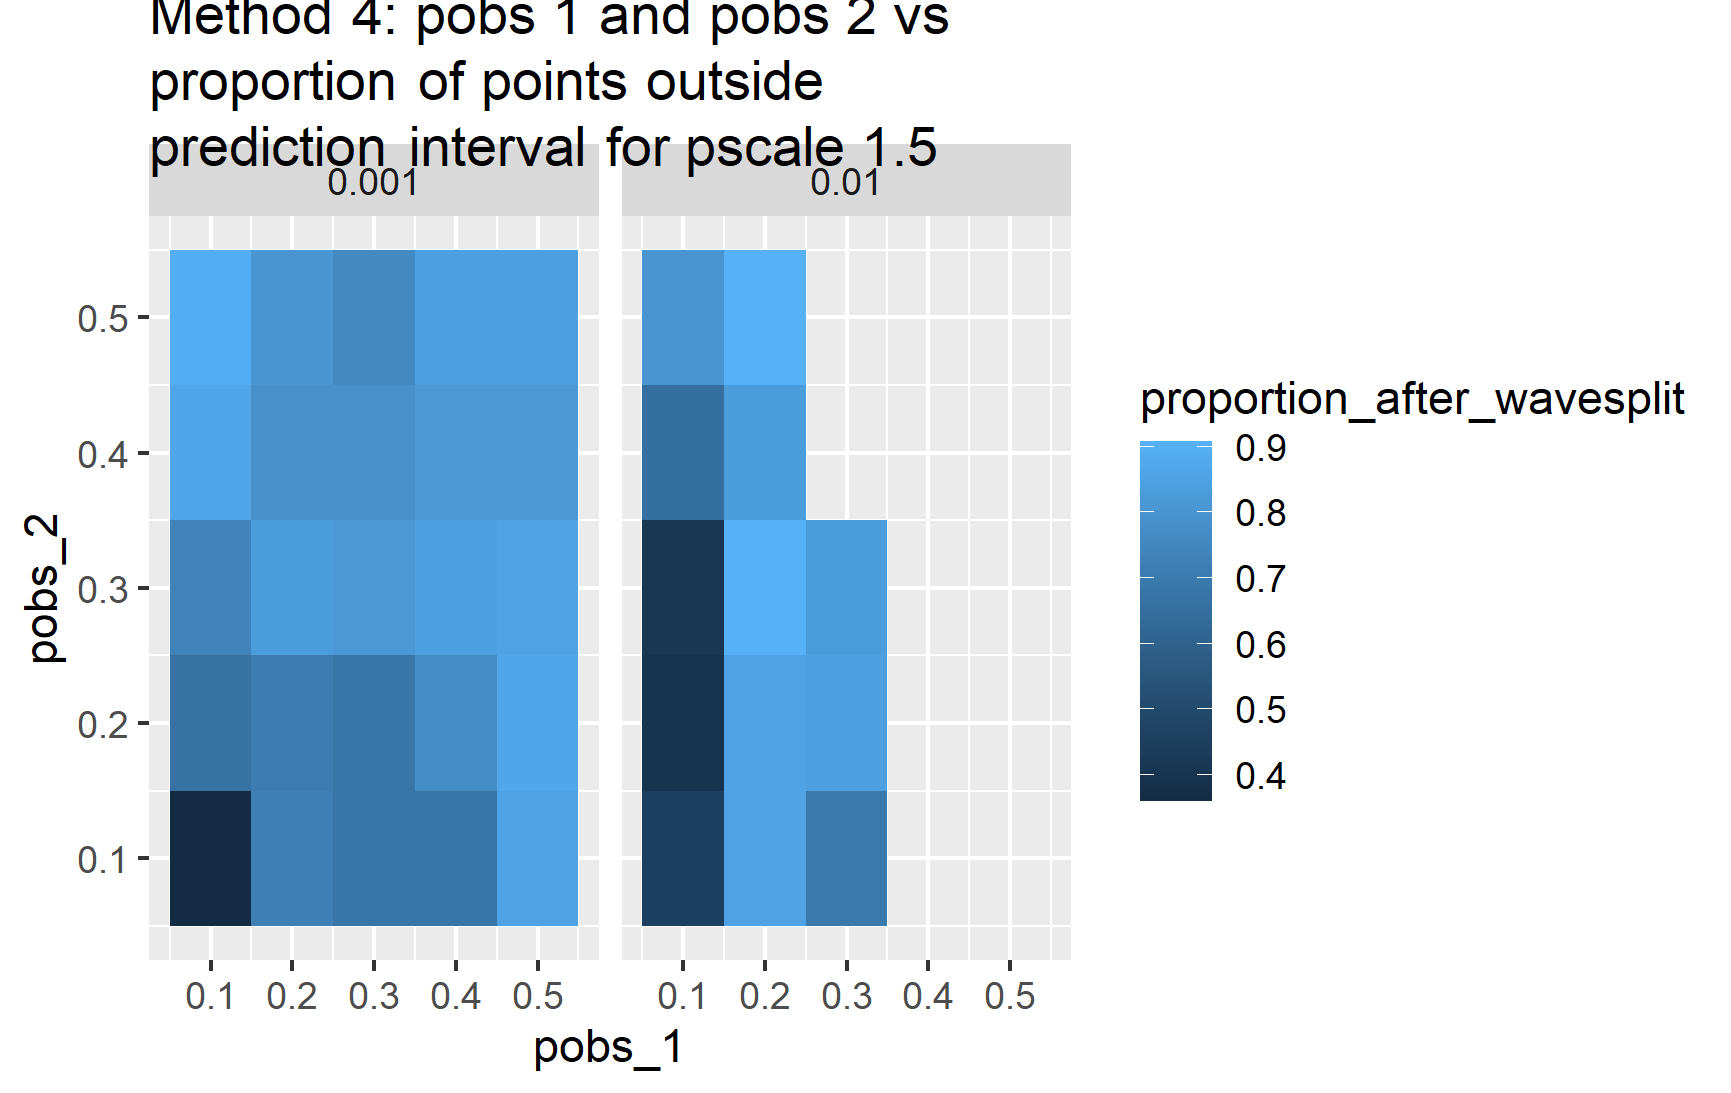 Method 4: pobs 1 and pobs 2 vs
proportion of points outside
prediction interval for pscale 1.5
0.001
0.01
0.5
0.4
0.3
0.2
0.1
pobs_2
0.1 0.2 0.3 0.4 0.5
0.1 0.2 0.3 0.4 0.5
pobs_1
proportion_after_wavesplit
0.9
0.8
0.7
0.6
0.5
0.4